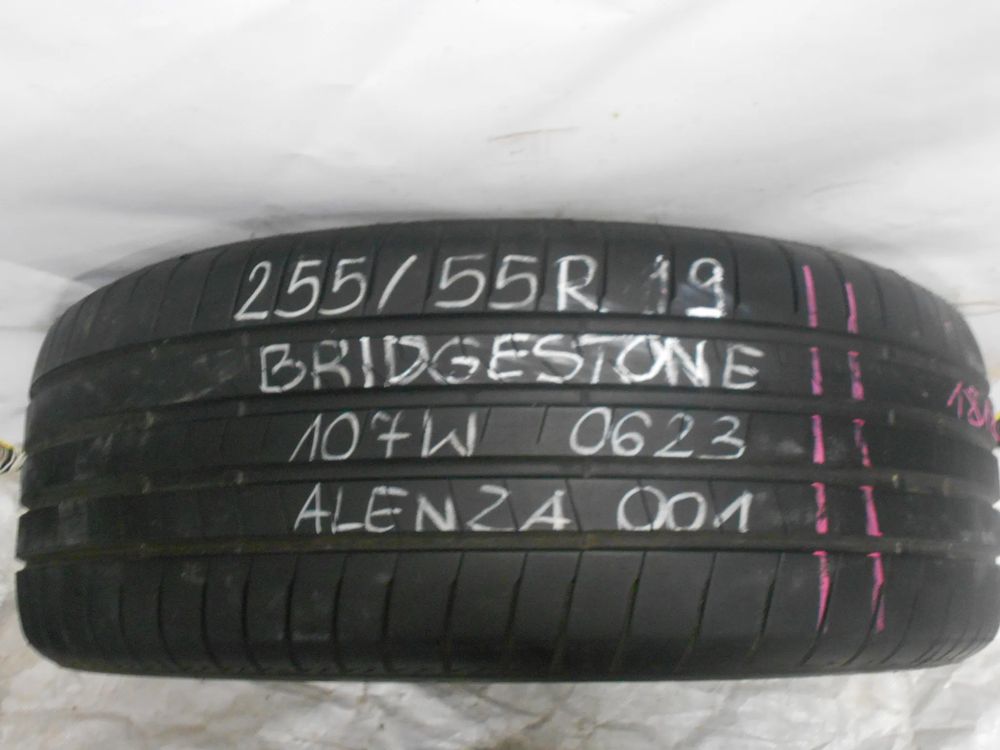 255/55R 19
BRIDGESTONE
107W 0623
ALENZA 001